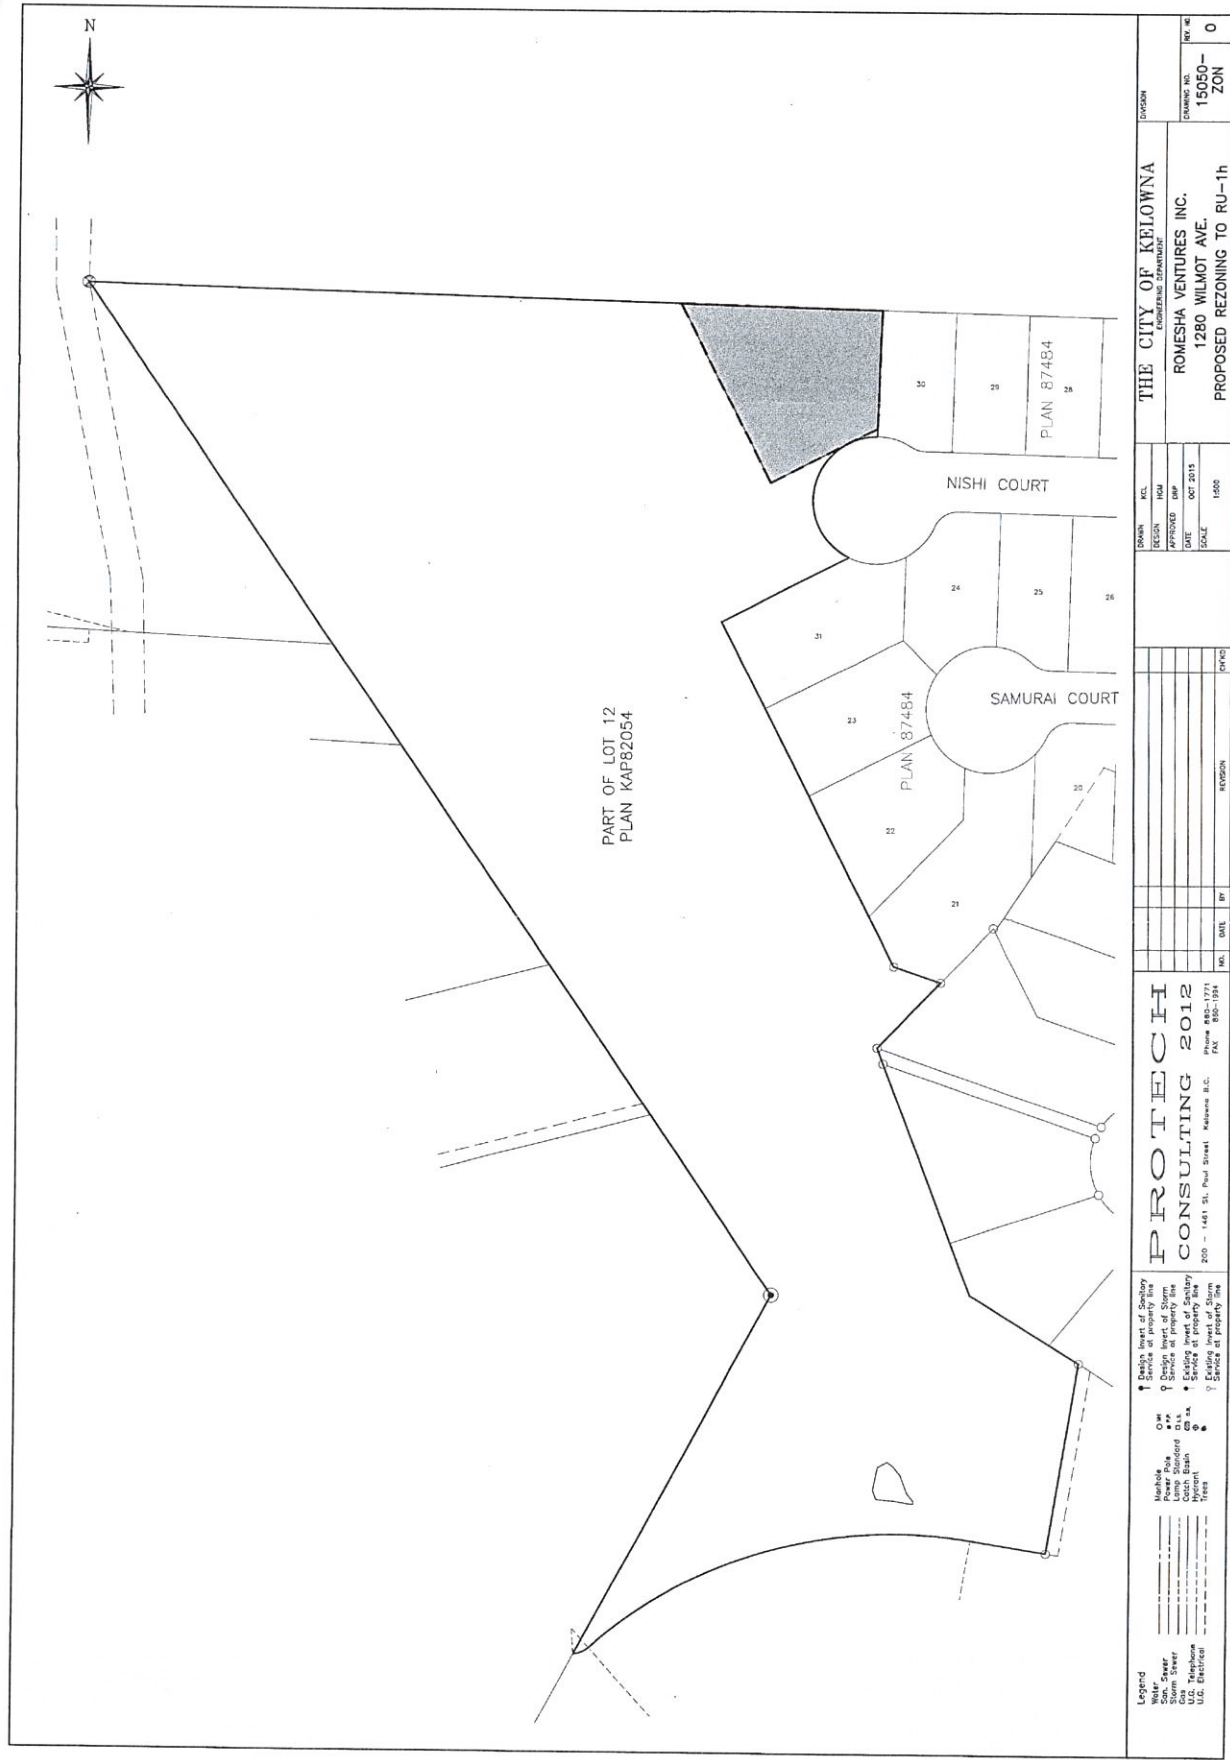 N
PART OF LOT 12
PLAN KAP82054
30
29
28
PLAN 87484
NISHI COURT
31
24
25
26
23
SAMURAI COURT
PLAN 87484
22
20
21
Legend
Water
San. Sewer
Storm Sewer
Gas
U.G. Telephone
U.G. Electrical
Manhole
Power Pole
Lamp Standard
Catch Basin
Hydrant
Trees
Design Invert of Sanitary
Service at property line
Design Invert of Storm
Service at property line
Existing Invert of Sanitary
Service at property line
Existing Invert of Storm
Service at property line
PROTECH
CONSULTING 2012
200 - 1461 St. Paul Street Kelowna B.C.
Phone 860-1771
FAX 860-1994
NO. DATE BY REVISION CH'KD
DRAWN KCL
DESIGN HGM
APPROVED DRP
DATE OCT 2015
SCALE 1:500
THE CITY OF KELOWNA
ENGINEERING DEPARTMENT
ROMESHA VENTURES INC.
1280 WILMOT AVE.
PROPOSED REZONING TO RU-1h
DIVISION
DRAWING NO.
15050-
ZON
REV. NO.
0